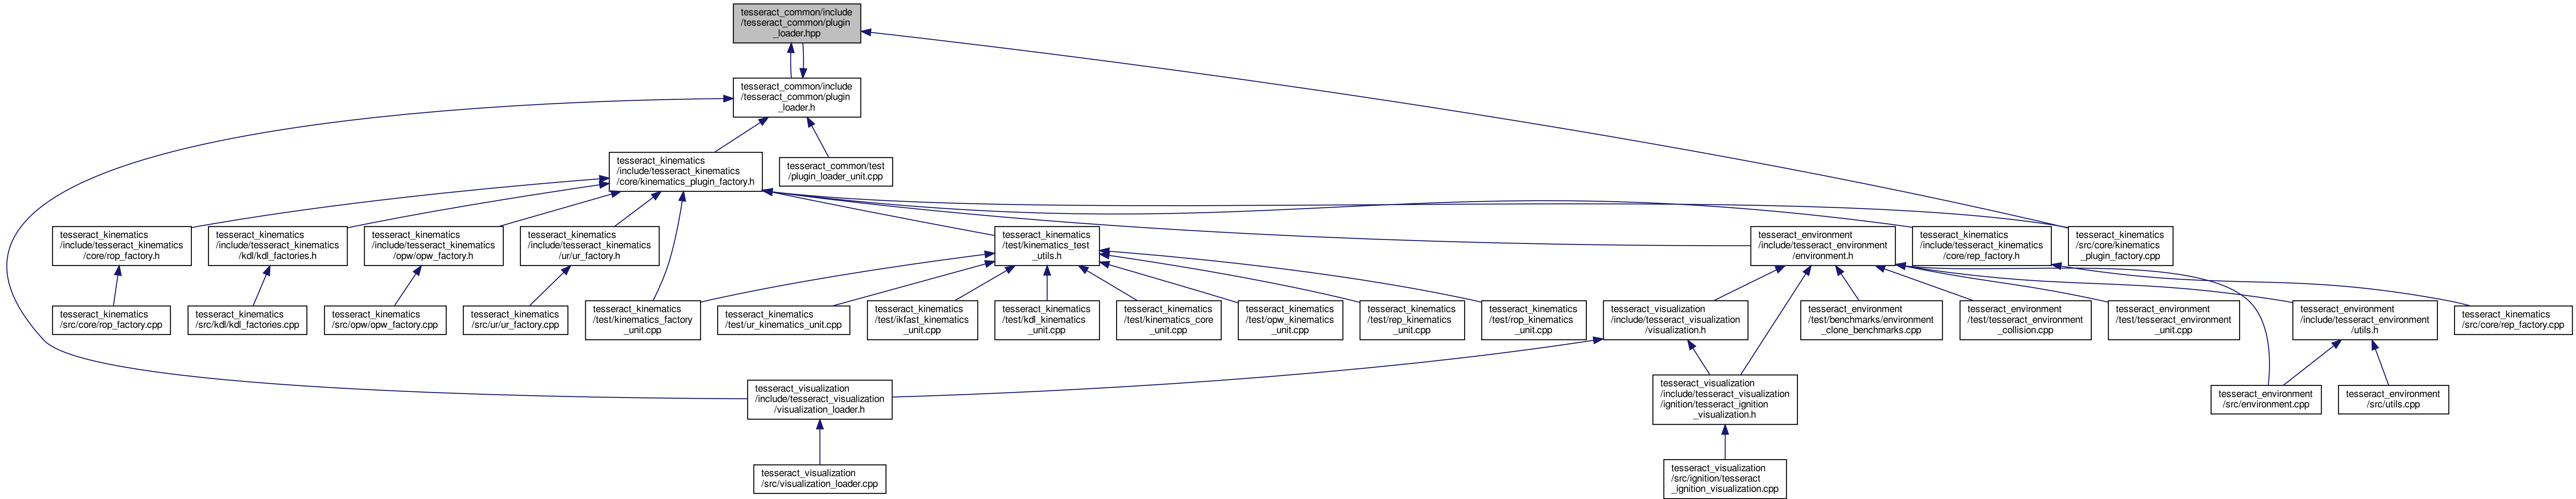 tesseract_common/include
/tesseract_common/plugin
_loader.hpp
tesseract_common/include
/tesseract_common/plugin
_loader.h
tesseract_kinematics
/include/tesseract_kinematics
/core/kinematics_plugin_factory.h
tesseract_common/test
/plugin_loader_unit.cpp
tesseract_kinematics
/include/tesseract_kinematics
/core/rop_factory.h
tesseract_kinematics
/include/tesseract_kinematics
/kdl/kdl_factories.h
tesseract_kinematics
/include/tesseract_kinematics
/opw/opw_factory.h
tesseract_kinematics
/include/tesseract_kinematics
/ur/ur_factory.h
tesseract_kinematics
/test/kinematics_test
_utils.h
tesseract_environment
/include/tesseract_environment
/environment.h
tesseract_kinematics
/include/tesseract_kinematics
/core/rep_factory.h
tesseract_kinematics
/src/core/kinematics
_plugin_factory.cpp
tesseract_kinematics
/src/core/rop_factory.cpp
tesseract_kinematics
/src/kdl/kdl_factories.cpp
tesseract_kinematics
/src/opw/opw_factory.cpp
tesseract_kinematics
/src/ur/ur_factory.cpp
tesseract_kinematics
/test/kinematics_factory
_unit.cpp
tesseract_kinematics
/test/ur_kinematics_unit.cpp
tesseract_kinematics
/test/ikfast_kinematics
_unit.cpp
tesseract_kinematics
/test/kdl_kinematics
_unit.cpp
tesseract_kinematics
/test/kinematics_core
_unit.cpp
tesseract_kinematics
/test/opw_kinematics
_unit.cpp
tesseract_kinematics
/test/rep_kinematics
_unit.cpp
tesseract_kinematics
/test/rop_kinematics
_unit.cpp
tesseract_visualization
/include/tesseract_visualization
/visualization.h
tesseract_environment
/test/benchmarks/environment
_clone_benchmarks.cpp
tesseract_environment
/test/tesseract_environment
_collision.cpp
tesseract_environment
/test/tesseract_environment
_unit.cpp
tesseract_environment
/include/tesseract_environment
/utils.h
tesseract_kinematics
/src/core/rep_factory.cpp
tesseract_visualization
/include/tesseract_visualization
/visualization_loader.h
tesseract_visualization
/include/tesseract_visualization
/ignition/tesseract_ignition
_visualization.h
tesseract_environment
/src/environment.cpp
tesseract_environment
/src/utils.cpp
tesseract_visualization
/src/visualization_loader.cpp
tesseract_visualization
/src/ignition/tesseract
_ignition_visualization.cpp